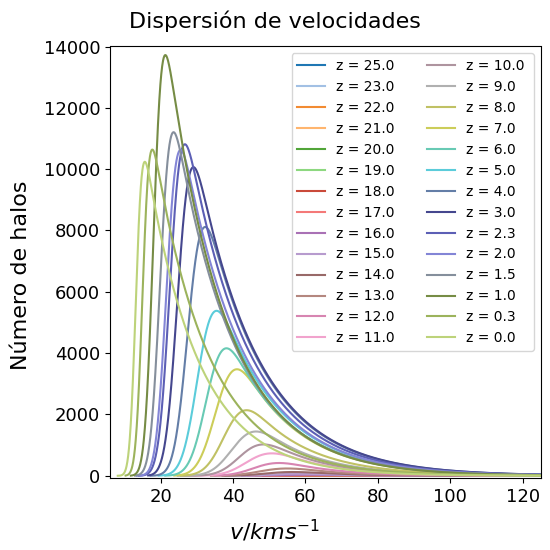 Dispersión de velocidades
Número de halos
14000
12000
10000
8000
6000
4000
2000
0
z = 25.0
z = 23.0
z = 22.0
z = 21.0
z = 20.0
z = 19.0
z = 18.0
z = 17.0
z = 16.0
z = 15.0
z = 14.0
z = 13.0
z = 12.0
z = 11.0
z = 10.0
z = 9.0
z = 8.0
z = 7.0
z = 6.0
z = 5.0
z = 4.0
z = 3.0
z = 2.3
z = 2.0
z = 1.5
z = 1.0
z = 0.3
z = 0.0
20 40 60 80 100 120
v/kms⁻¹